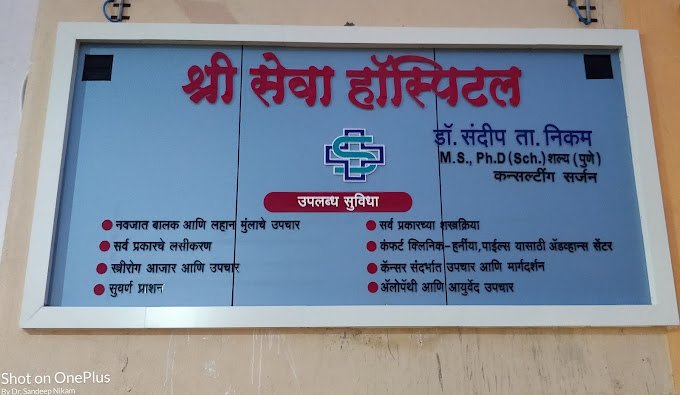 श्री सेवा हॉस्पिटल
डॉ. संदीप ता. निकम
M.S., Ph.D (Sch.) शल्य (पुणे)
कन्सल्टींग सर्जन
उपलब्ध सुविधा
नवजात बालक आणि लहान मुंलाचे उपचार
सर्व प्रकारचे लसीकरण
स्त्रीरोग आजार आणि उपचार
सुवर्ण प्राशन
सर्व प्रकारच्या शस्त्रक्रिया
कंफर्ट क्लिनिक-हर्नीया,पाईल्स यासाठी ॲडव्हान्स सेंटर
कॅन्सर संदर्भात उपचार आणि मार्गदर्शन
ॲलोपॅथी आणि आयुर्वेद उपचार
Shot on OnePlus
By Dr. Sandeep Nikam